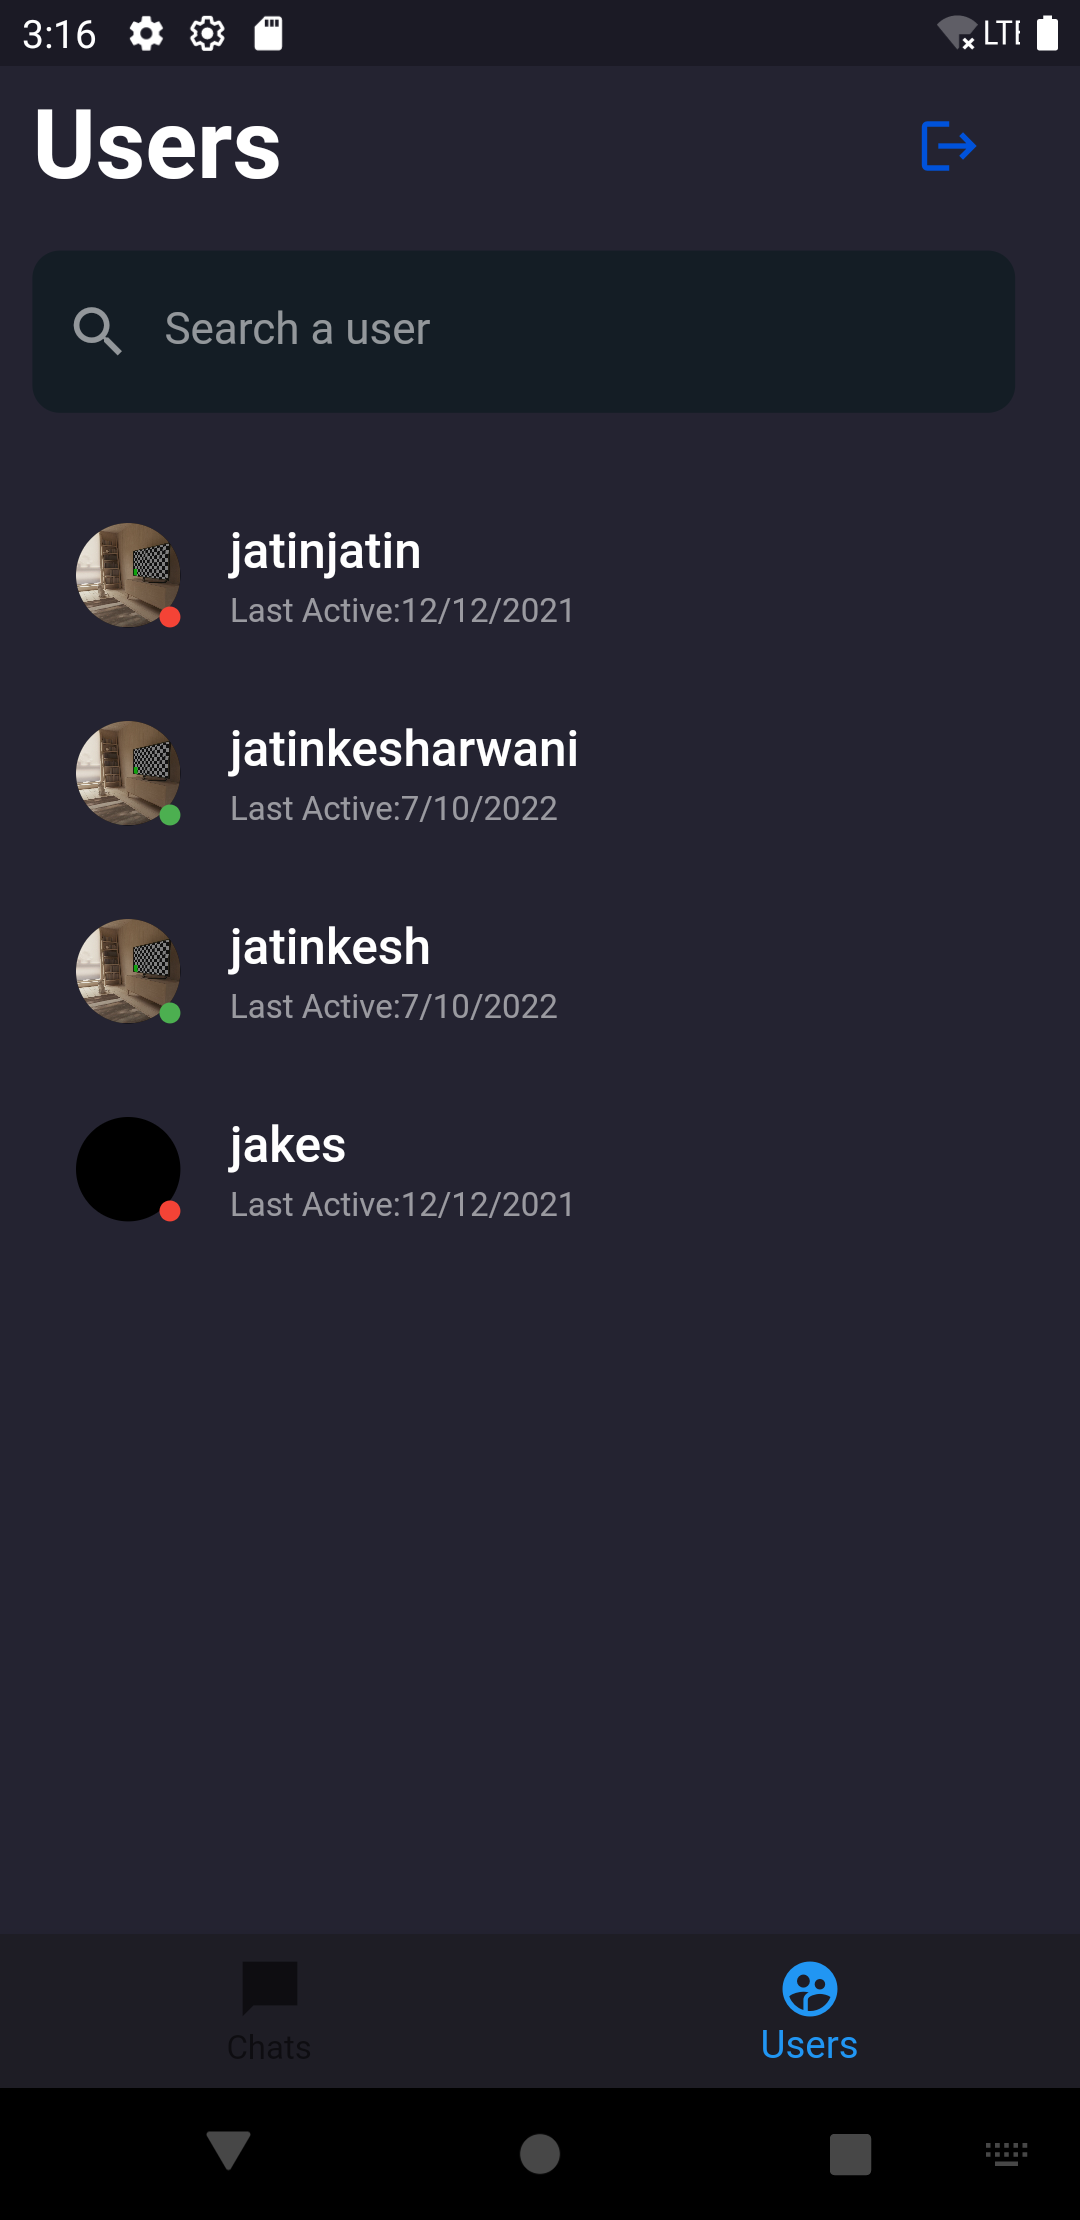 3:16 LTE
Users
Search a user
jatinjatin
Last Active:12/12/2021
jatinkesharwani
Last Active:7/10/2022
jatinkesh
Last Active:7/10/2022
jakes
Last Active:12/12/2021
Chats
Users